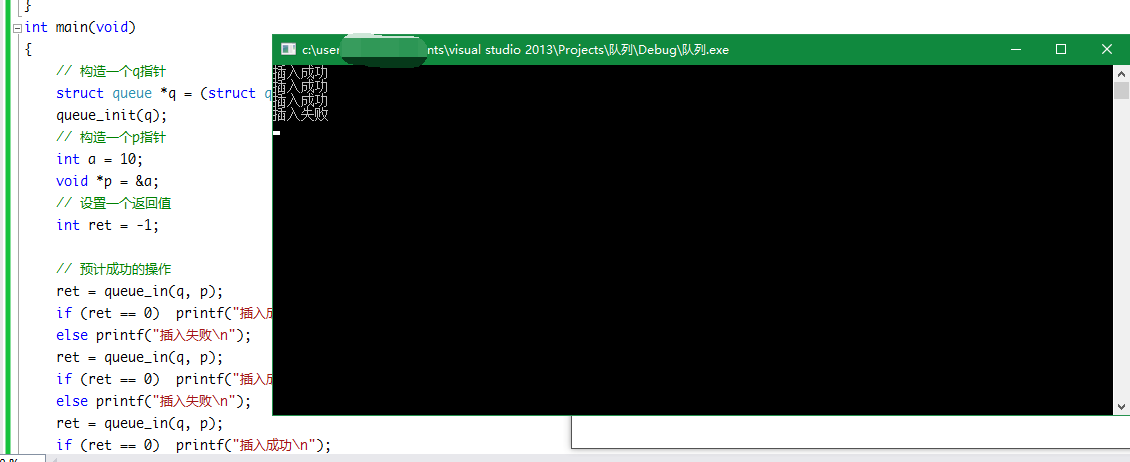 }
int main(void)
{
// 构造一个q指针
struct queue *q = (struct q
queue_init(q);
// 构造一个p指针
int a = 10;
void *p = &a;
// 设置一个返回值
int ret = -1;
// 预计成功的操作
ret = queue_in(q, p);
if (ret == 0)  printf("插入成
else printf("插入失败\n");
ret = queue_in(q, p);
if (ret == 0)  printf("插入成
else printf("插入失败\n");
ret = queue_in(q, p);
if (ret == 0)  printf("插入成功\n");
c:\user nts\visual studio 2013\Projects\队列\Debug\队列.exe
插入成功
插入成功
插入成功
插入失败